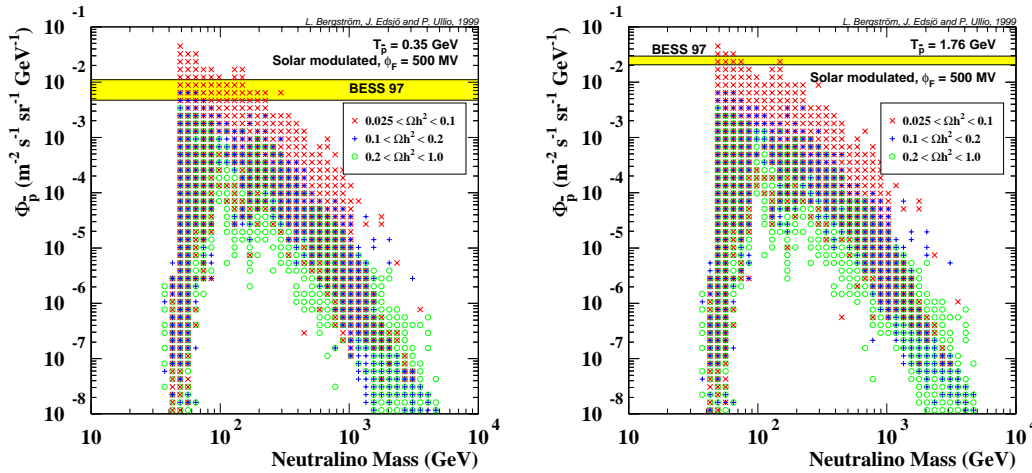 L. Bergström, J. Edsjö and P. Ullio, 1999
T_p̄ = 0.35 GeV
Solar modulated, ϕ_F = 500 MV
BESS 97
0.025 < Ωh² < 0.1
0.1 < Ωh² < 0.2
0.2 < Ωh² < 1.0
Φ_p̄ (m⁻² s⁻¹ sr⁻¹ GeV⁻¹)
10⁻¹
10⁻²
10⁻³
10⁻⁴
10⁻⁵
10⁻⁶
10⁻⁷
10⁻⁸
10 10² 10³ 10⁴
Neutralino Mass (GeV)
L. Bergström, J. Edsjö and P. Ullio, 1999
BESS 97
T_p̄ = 1.76 GeV
Solar modulated, ϕ_F = 500 MV
0.025 < Ωh² < 0.1
0.1 < Ωh² < 0.2
0.2 < Ωh² < 1.0
Φ_p̄ (m⁻² s⁻¹ sr⁻¹ GeV⁻¹)
10⁻¹
10⁻²
10⁻³
10⁻⁴
10⁻⁵
10⁻⁶
10⁻⁷
10⁻⁸
10 10² 10³ 10⁴
Neutralino Mass (GeV)